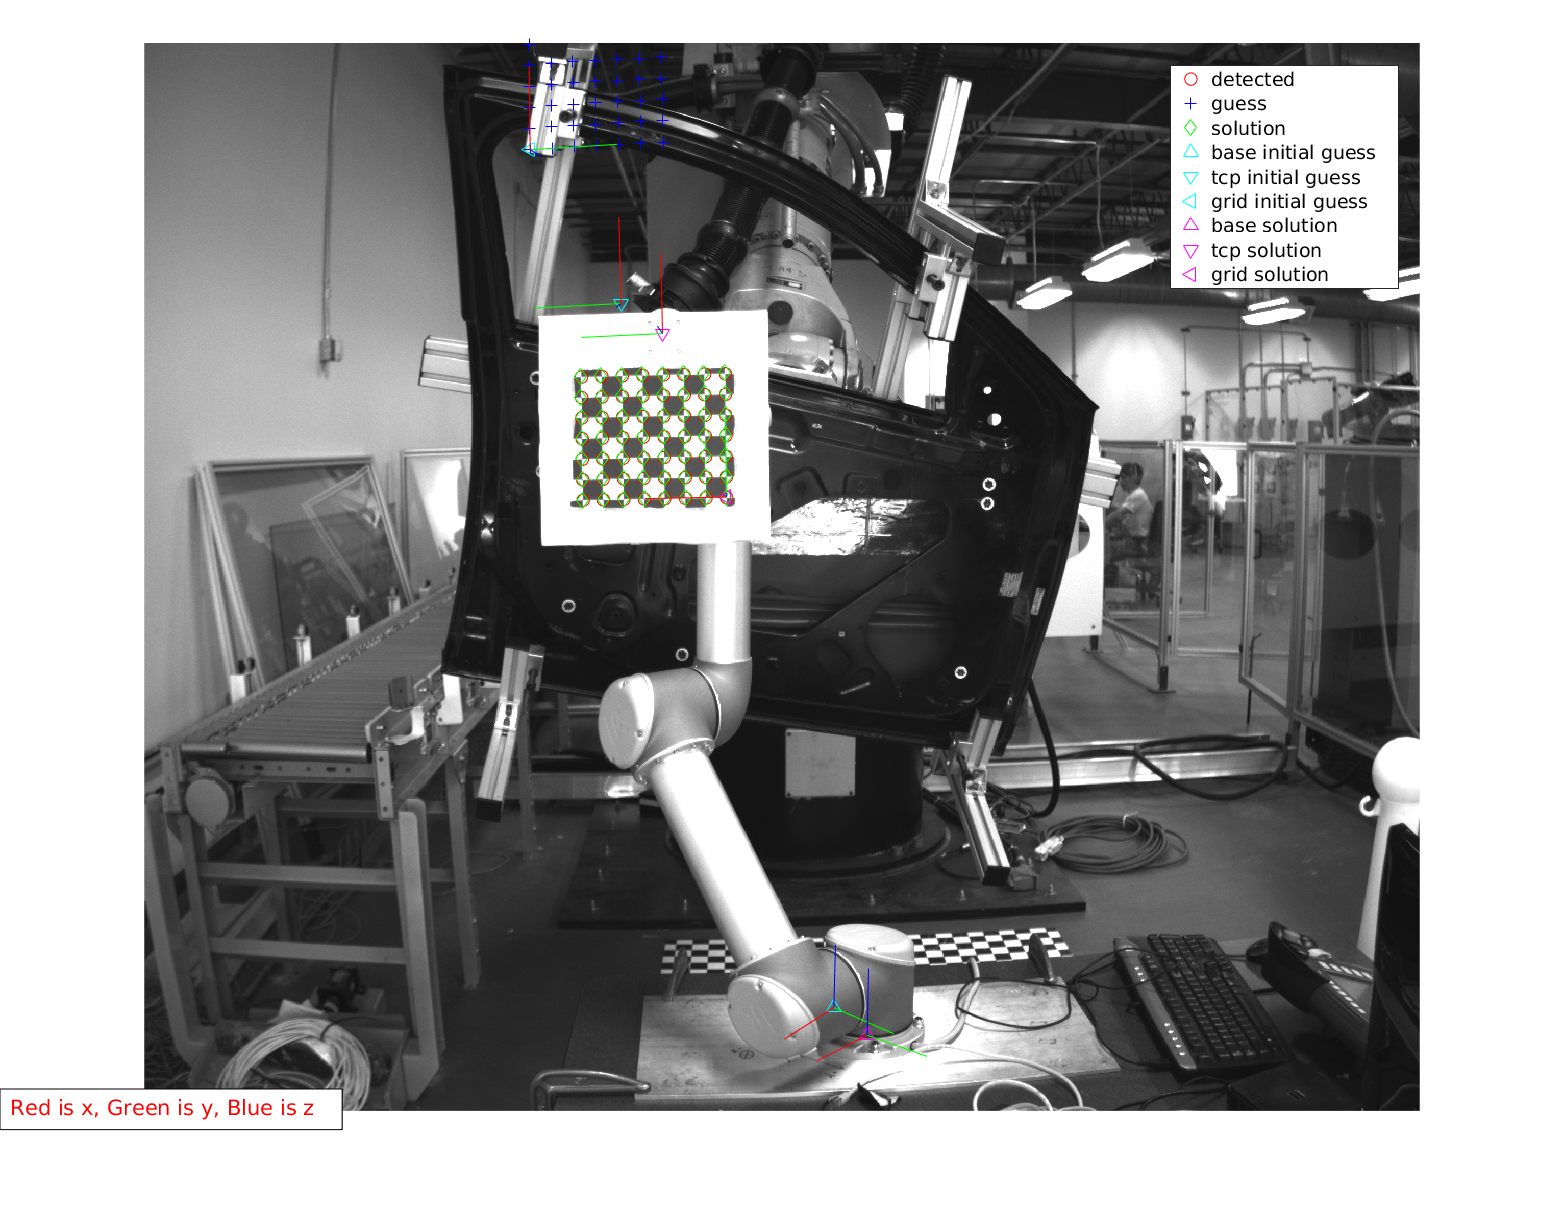 detected
guess
solution
base initial guess
tcp initial guess
grid initial guess
base solution
tcp solution
grid solution
Red is x, Green is y, Blue is z